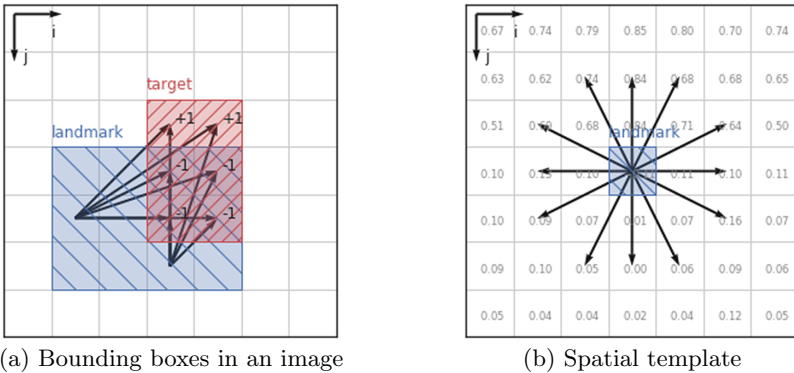 i
j
target
+1 +1
landmark
-1 -1
-1 -1
(a) Bounding boxes in an image
i
j
0.67 0.74 0.79 0.85 0.80 0.70 0.74
0.63 0.62 0.74 0.84 0.68 0.68 0.65
0.51 0.68 0.71 0.64 0.50
landmark
0.10 0.10 0.11 0.10 0.11
0.10 0.09 0.07 0.01 0.07 0.16 0.07
0.09 0.10 0.05 0.00 0.06 0.09 0.06
0.05 0.04 0.04 0.02 0.04 0.12 0.05
(b) Spatial template